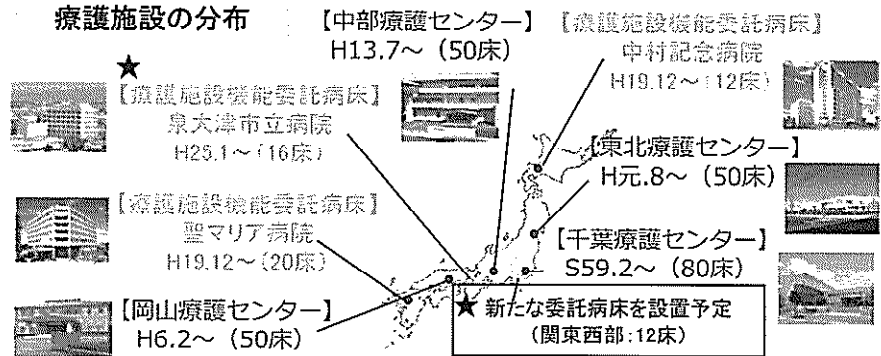 療護施設の分布
★
【療護施設機能委託病床】
泉大津市立病院
H25.1～（16床）
【療護施設機能委託病床】
聖マリア病院
H19.12～（20床）
【岡山療護センター】
H6.2～（50床）
【中部療護センター】
H13.7～（50床）
【療護施設機能委託病床】
中村記念病院
H19.12～（12床）
【東北療護センター】
H元.8～（50床）
【千葉療護センター】
S59.2～（80床）
★ 新たな委託病床を設置予定
（関東西部：12床）